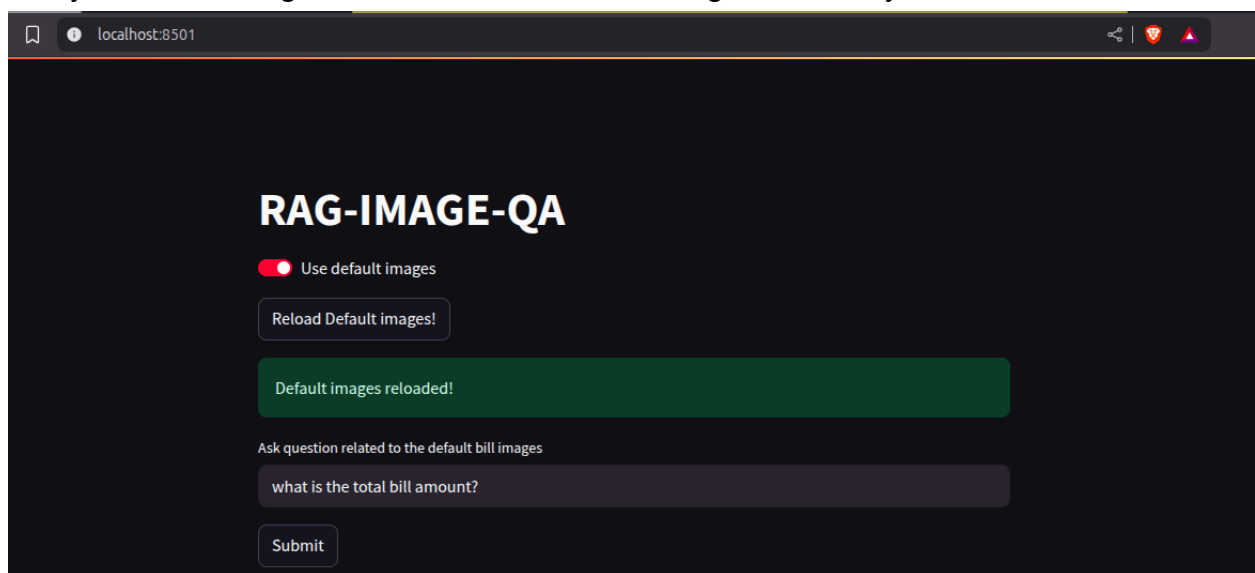 localhost:8501
RAG-IMAGE-QA
Use default images
Reload Default images!
Default images reloaded!
Ask question related to the default bill images
what is the total bill amount?
Submit